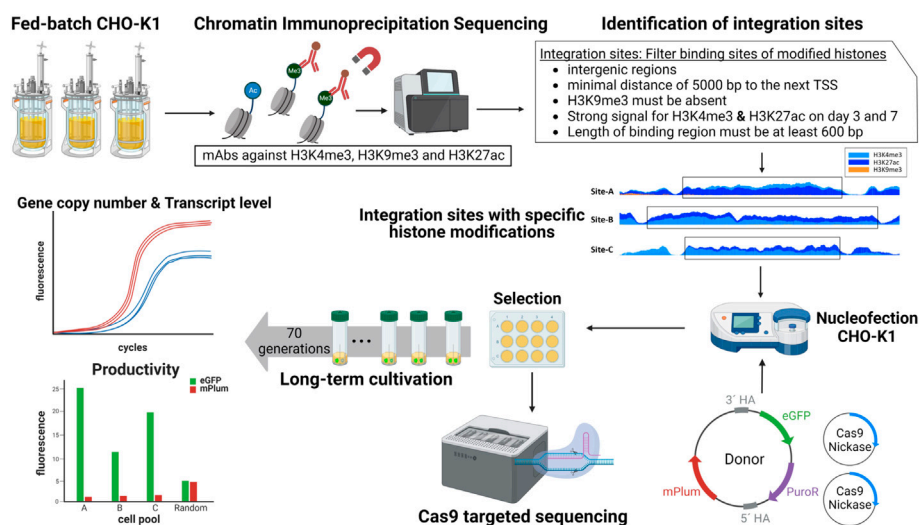 Fed-batch CHO-K1
Chromatin Immunoprecipitation Sequencing
Identification of integration sites
Ac
Me3
Me3
mAbs against H3K4me3, H3K9me3 and H3K27ac
Integration sites: Filter binding sites of modified histones
• intergenic regions
• minimal distance of 5000 bp to the next TSS
• H3K9me3 must be absent
• Strong signal for H3K4me3 & H3K27ac on day 3 and 7
• Length of binding region must be at least 600 bp
H3K4me3
H3K27ac
H3K9me3
Site-A
Site-B
Site-C
Integration sites with specific
histone modifications
Gene copy number & Transcript level
fluorescence
cycles
Selection
1 2 3 4
A
B
C
Nucleofection
CHO-K1
70
generations
Long-term cultivation
Productivity
eGFP
mPlum
fluorescence
25
20
15
10
5
0
A B C Random
cell pool
Cas9 targeted sequencing
3´ HA
eGFP
Donor
mPlum
PuroR
5´ HA
Cas9
Nickase
Cas9
Nickase